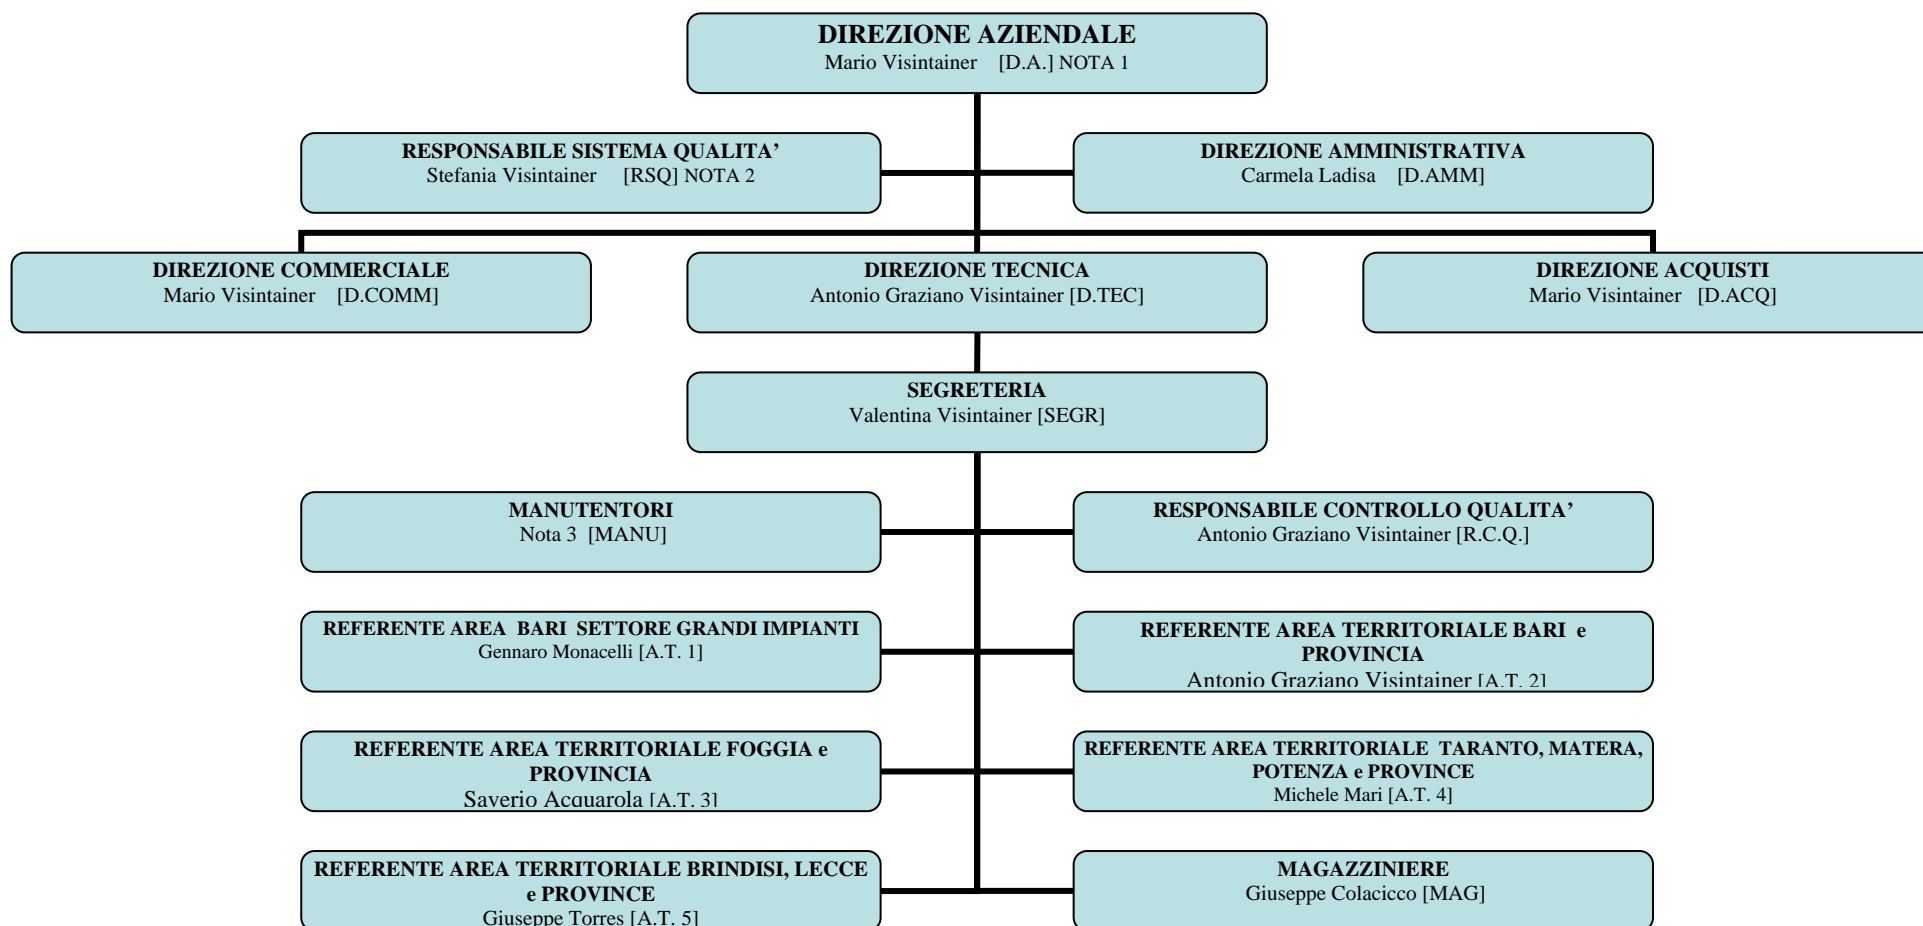 DIREZIONE AZIENDALE
Mario Visintainer [D.A.] NOTA 1
RESPONSABILE SISTEMA QUALITA’
Stefania Visintainer [RSQ] NOTA 2
DIREZIONE AMMINISTRATIVA
Carmela Ladisa [D.AMM]
DIREZIONE COMMERCIALE
Mario Visintainer [D.COMM]
DIREZIONE TECNICA
Antonio Graziano Visintainer [D.TEC]
DIREZIONE ACQUISTI
Mario Visintainer [D.ACQ]
SEGRETERIA
Valentina Visintainer [SEGR]
MANUTENTORI
Nota 3 [MANU]
RESPONSABILE CONTROLLO QUALITA’
Antonio Graziano Visintainer [R.C.Q.]
REFERENTE AREA BARI SETTORE GRANDI IMPIANTI
Gennaro Monacelli [A.T. 1]
REFERENTE AREA TERRITORIALE BARI e
PROVINCIA
Antonio Graziano Visintainer [A.T. 2]
REFERENTE AREA TERRITORIALE FOGGIA e
PROVINCIA
Saverio Acquarola [A.T. 3]
REFERENTE AREA TERRITORIALE TARANTO, MATERA,
POTENZA e PROVINCE
Michele Mari [A.T. 4]
REFERENTE AREA TERRITORIALE BRINDISI, LECCE
e PROVINCE
Giuseppe Torres [A.T. 5]
MAGAZZINIERE
Giuseppe Colacicco [MAG]